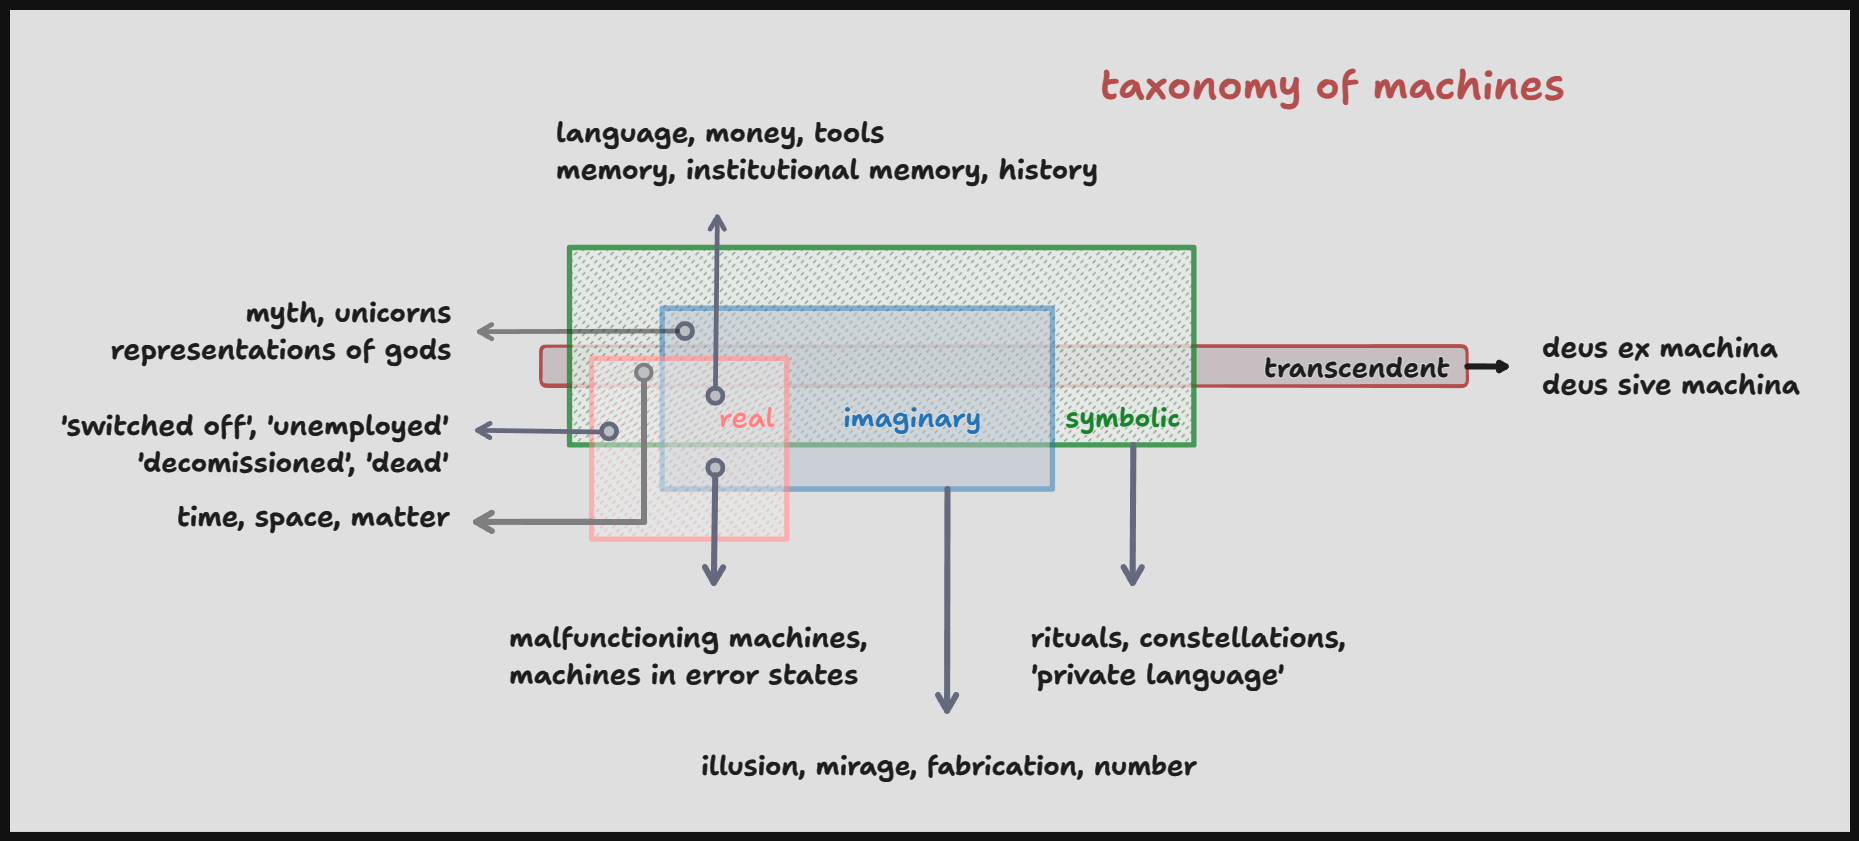 taxonomy of machines
language, money, tools
memory, institutional memory, history
myth, unicorns
representations of gods
'switched off', 'unemployed'
'decomissioned', 'dead'
time, space, matter
real
imaginary
symbolic
transcendent
deus ex machina
deus sive machina
malfunctioning machines,
machines in error states
rituals, constellations,
'private language'
illusion, mirage, fabrication, number